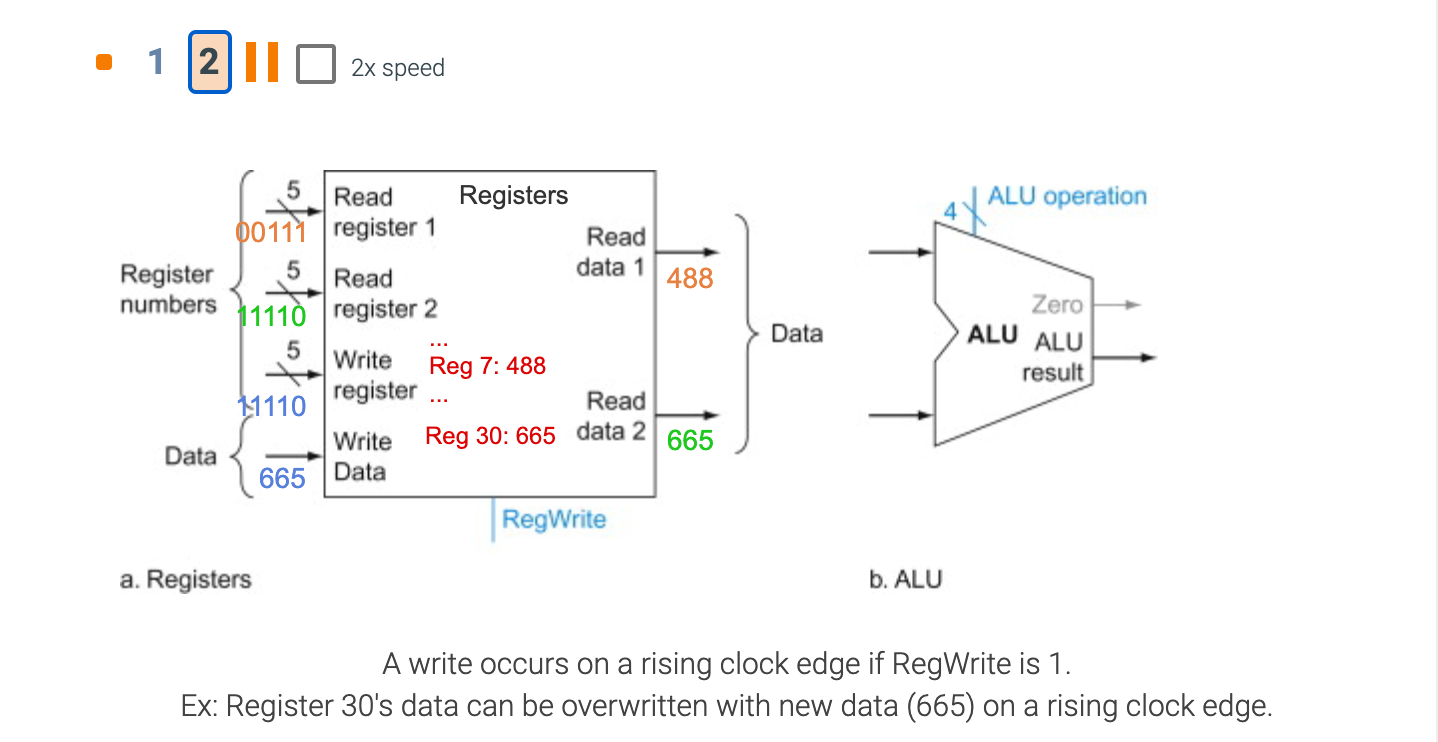 1 2 2x speed
Registers
5
00111
Read
register 1
Register
numbers
5
11110
Read
register 2
5
11110
Write
register
Data
665
Write
Data
...
Reg 7: 488
...
Reg 30: 665
Read
data 1
488
Read
data 2
665
Data
RegWrite
a. Registers
4
ALU operation
Zero
ALU
ALU
result
b. ALU
A write occurs on a rising clock edge if RegWrite is 1.
Ex: Register 30's data can be overwritten with new data (665) on a rising clock edge.